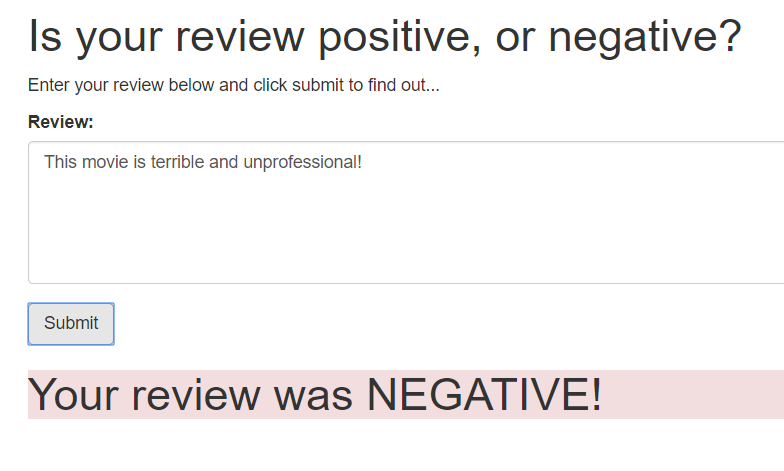 Is your review positive, or negative?
Enter your review below and click submit to find out...
Review:
This movie is terrible and unprofessional!
Submit
Your review was NEGATIVE!